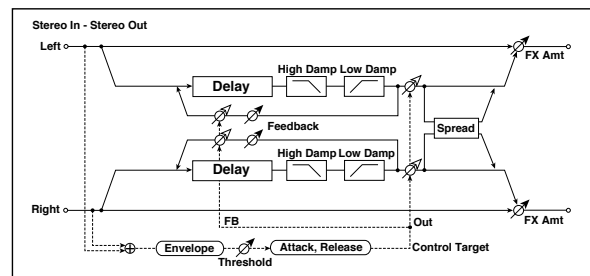 Stereo In - Stereo Out
Left
FX Amt
High Damp Low Damp
Delay
Feedback
Spread
High Damp Low Damp
Delay
Right
FB
Out
FX Amt
Envelope
Threshold
Attack, Release
Control Target